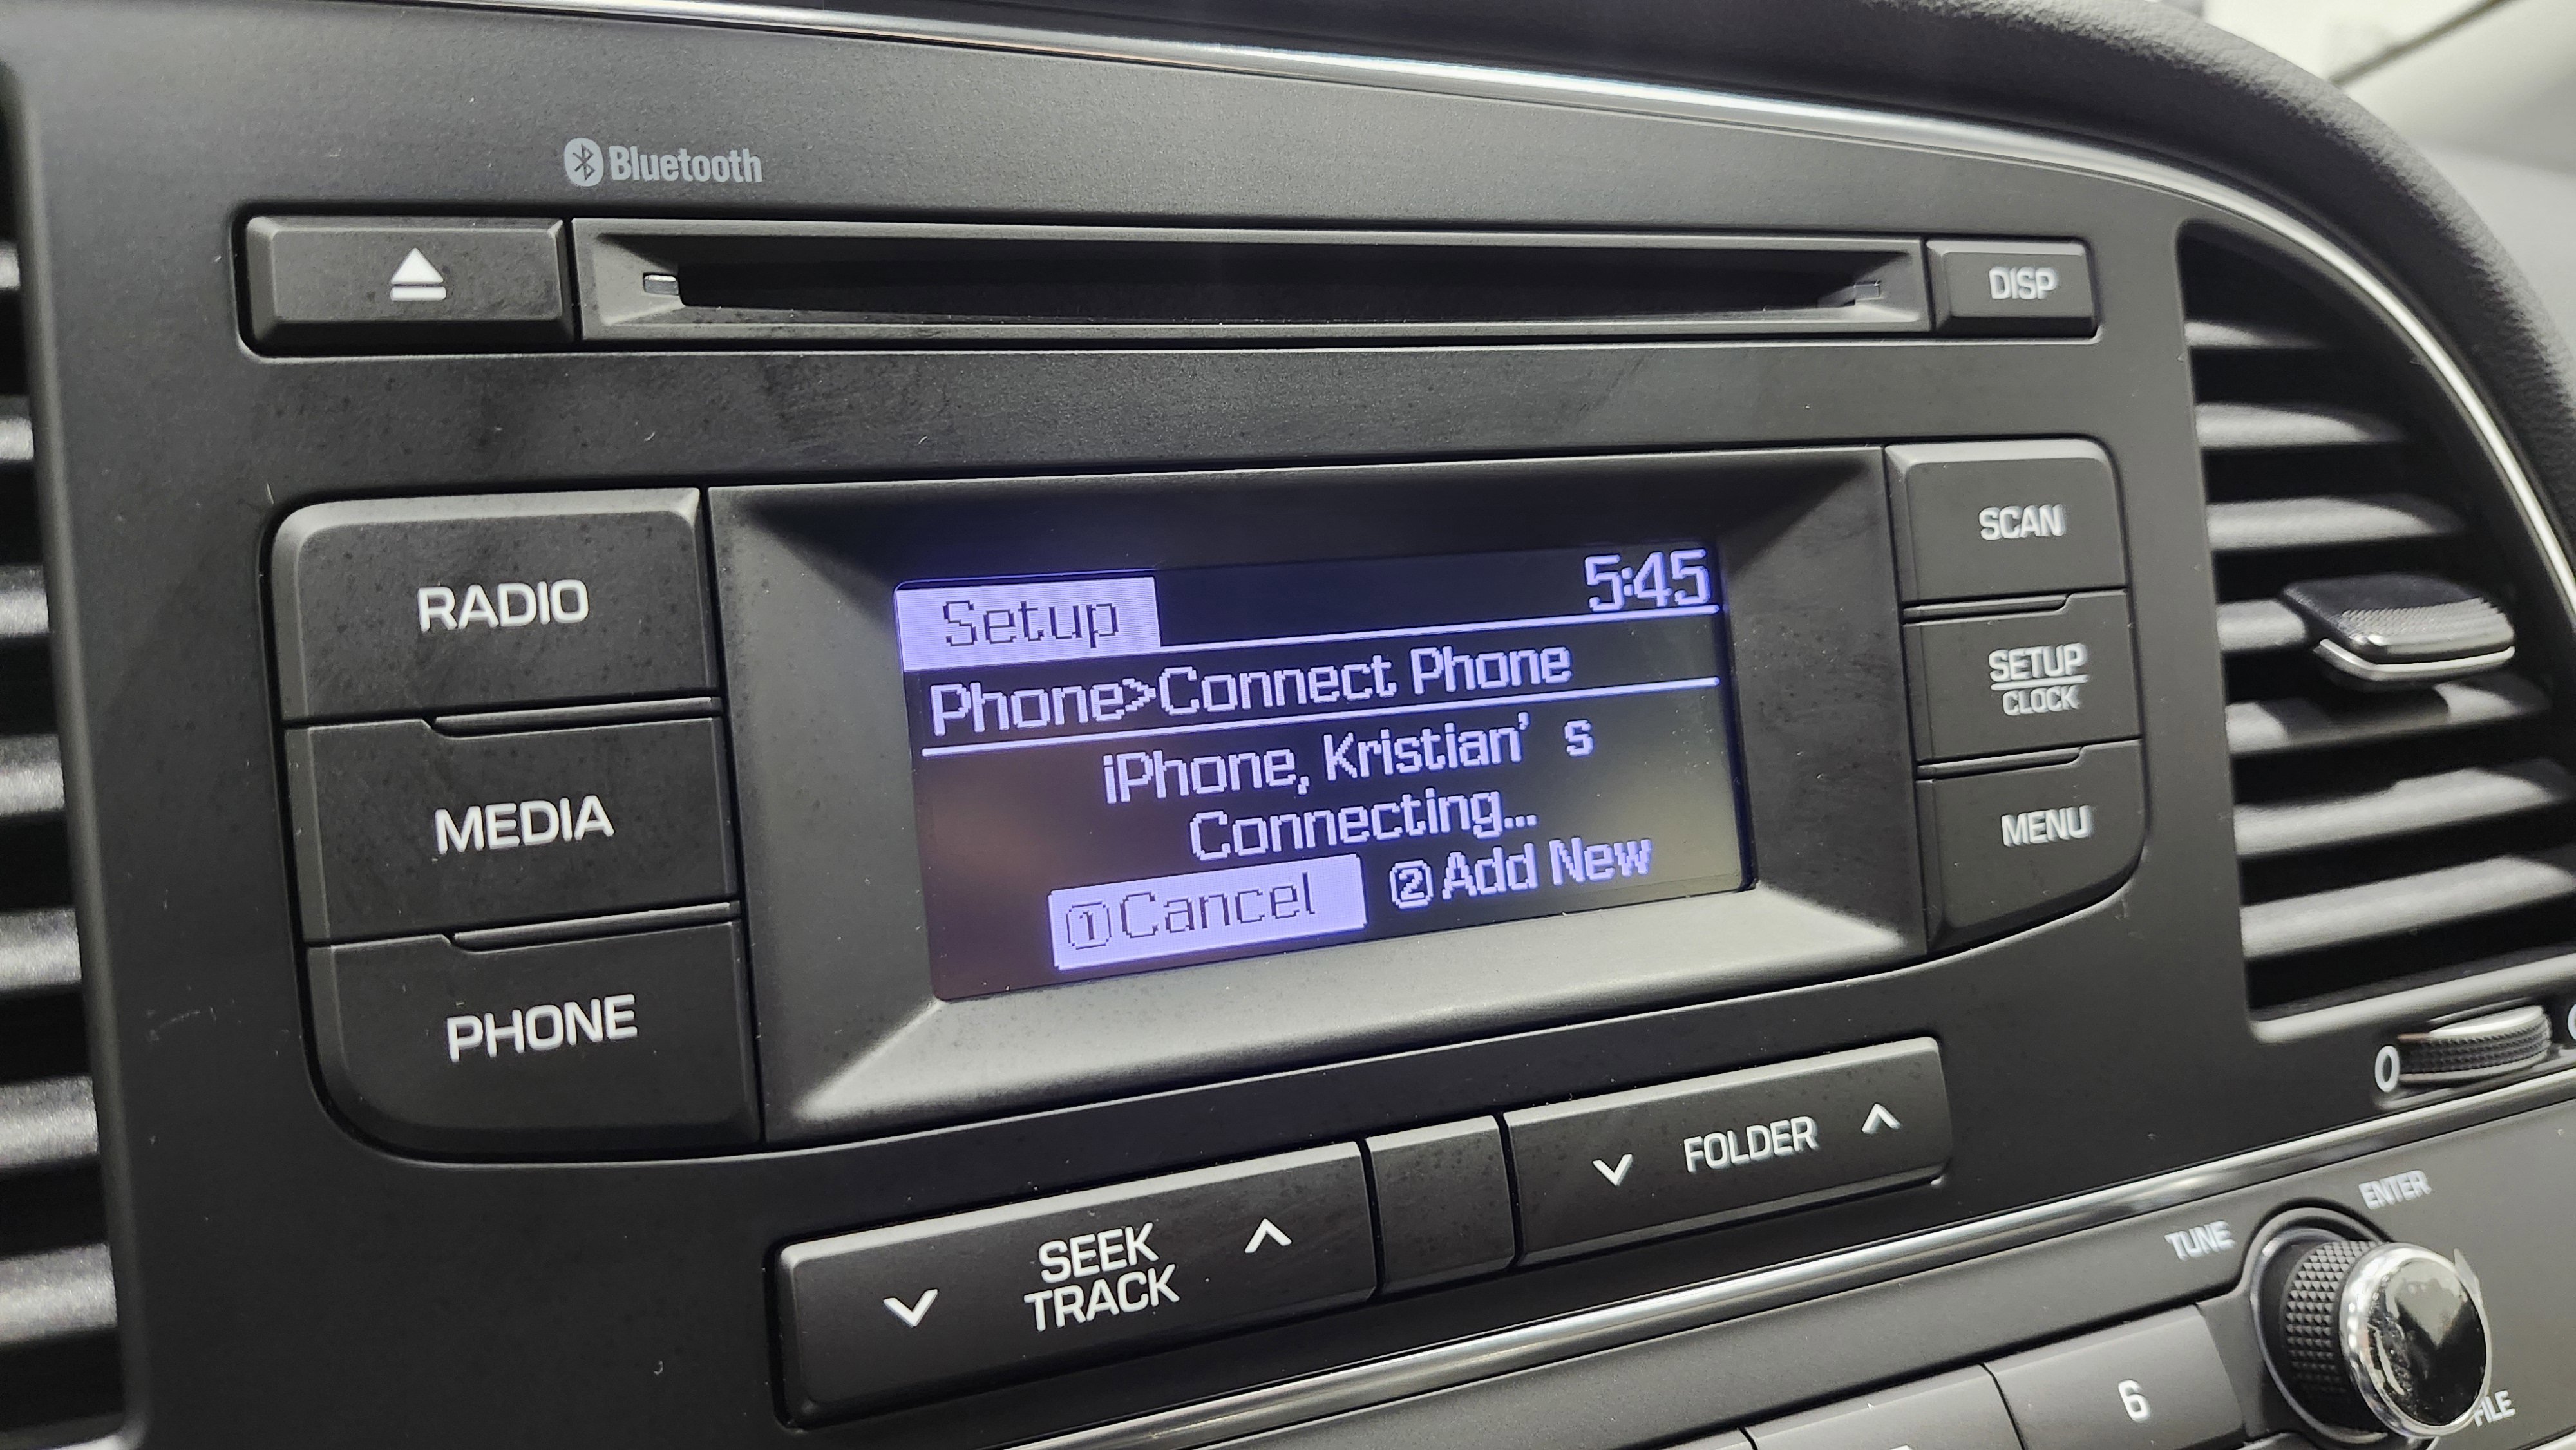 Bluetooth
DISP
RADIO
MEDIA
PHONE
Setup 5:45
Phone>Connect Phone
iPhone, Kristian's
Connecting...
①Cancel ②Add New
SCAN
SETUP
CLOCK
MENU
SEEK
TRACK
FOLDER
0
TUNE
ENTER
FILE
6